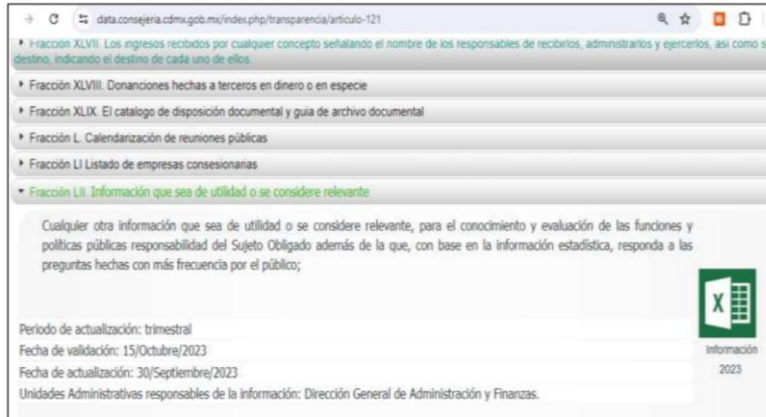 data.consejeria.cdmx.gob.mx/index.php/transparencia/articulo-121
Fracción XLVII. Los ingresos recibidos por cualquier concepto señalando el nombre de los responsables de recibirlos, administrarlos y ejercerlos, así como s
destino, indicando el destino de cada uno de ellos.
Fracción XLVIII. Donanciones hechas a terceros en dinero o en especie
Fracción XLIX. El catalogo de disposición documental y guia de archivo documental
Fracción L. Calendarización de reuniones públicas
Fracción LI Listado de empresas consesionarias
Fracción LII. Información que sea de utilidad o se considere relevante
Cualquier otra información que sea de utilidad o se considere relevante, para el conocimiento y evaluación de las funciones y
políticas públicas responsabilidad del Sujeto Obligado además de la que, con base en la información estadística, responda a las
preguntas hechas con más frecuencia por el público;
X
Información
2023
Periodo de actualización: trimestral
Fecha de validación: 15/Octubre/2023
Fecha de actualización: 30/Septiembre/2023
Unidades Administrativas responsables de la información: Dirección General de Administración y Finanzas.